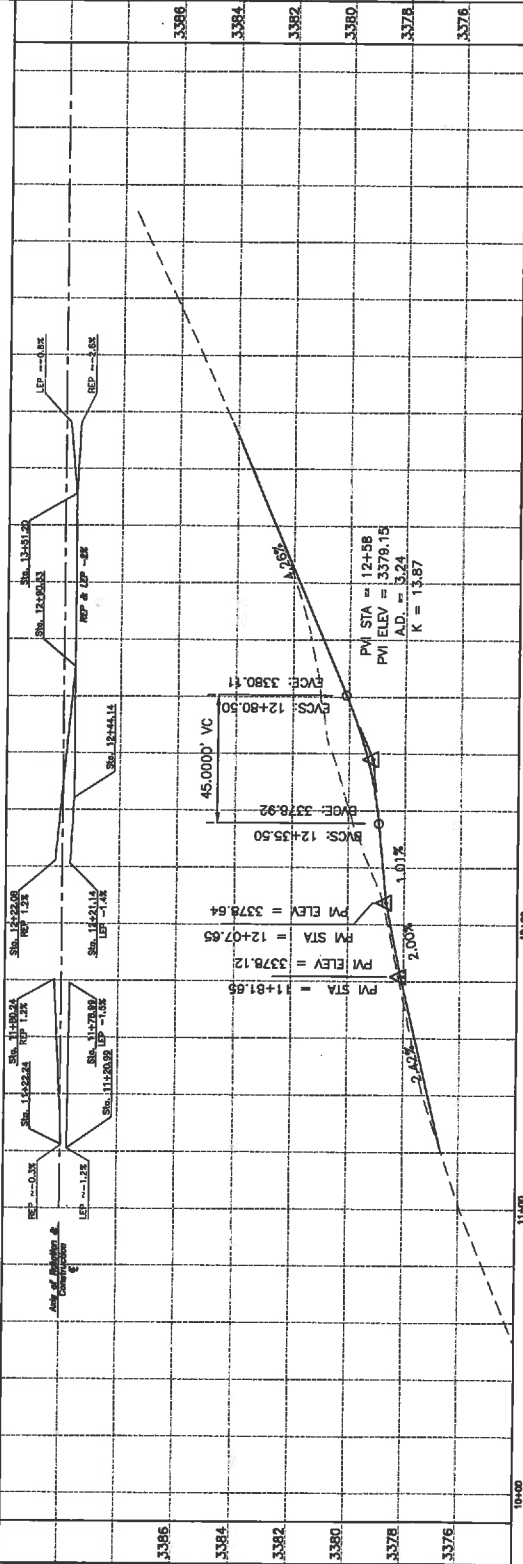 REP ~-0.3%
LEP ~-1.2%
Axis of Rotation &
Construction
℄
Sta. 11+22.24
Sta. 11+20.99
Sta. 11+80.24
REP 1.2%
Sta. 11+78.99
LEP -1.5%
Sta. 12+22.08
REP 1.2%
Sta. 12+21.14
LEP -1.4%
Sta. 12+44.14
Sta. 12+90.63
REP & LEP -2%
Sta. 13+51.20
LEP ~-0.8%
REP ~-2.6%
3386
3384
3382
3380
3378
3376
3386
3384
3382
3380
3378
3376
2.42%
PVI STA = 11+81.65
PVI ELEV = 3378.12
2.00%
PVI STA = 12+07.65
PVI ELEV = 3378.64
1.01%
BVCS: 12+35.50
BVCE: 3378.92
45.0000' VC
EVCS: 12+80.50
EVCE: 3380.11
4.26%
PVI STA = 12+58
PVI ELEV = 3379.15
A.D. = 3.24
K = 13.87
10+00
11+00